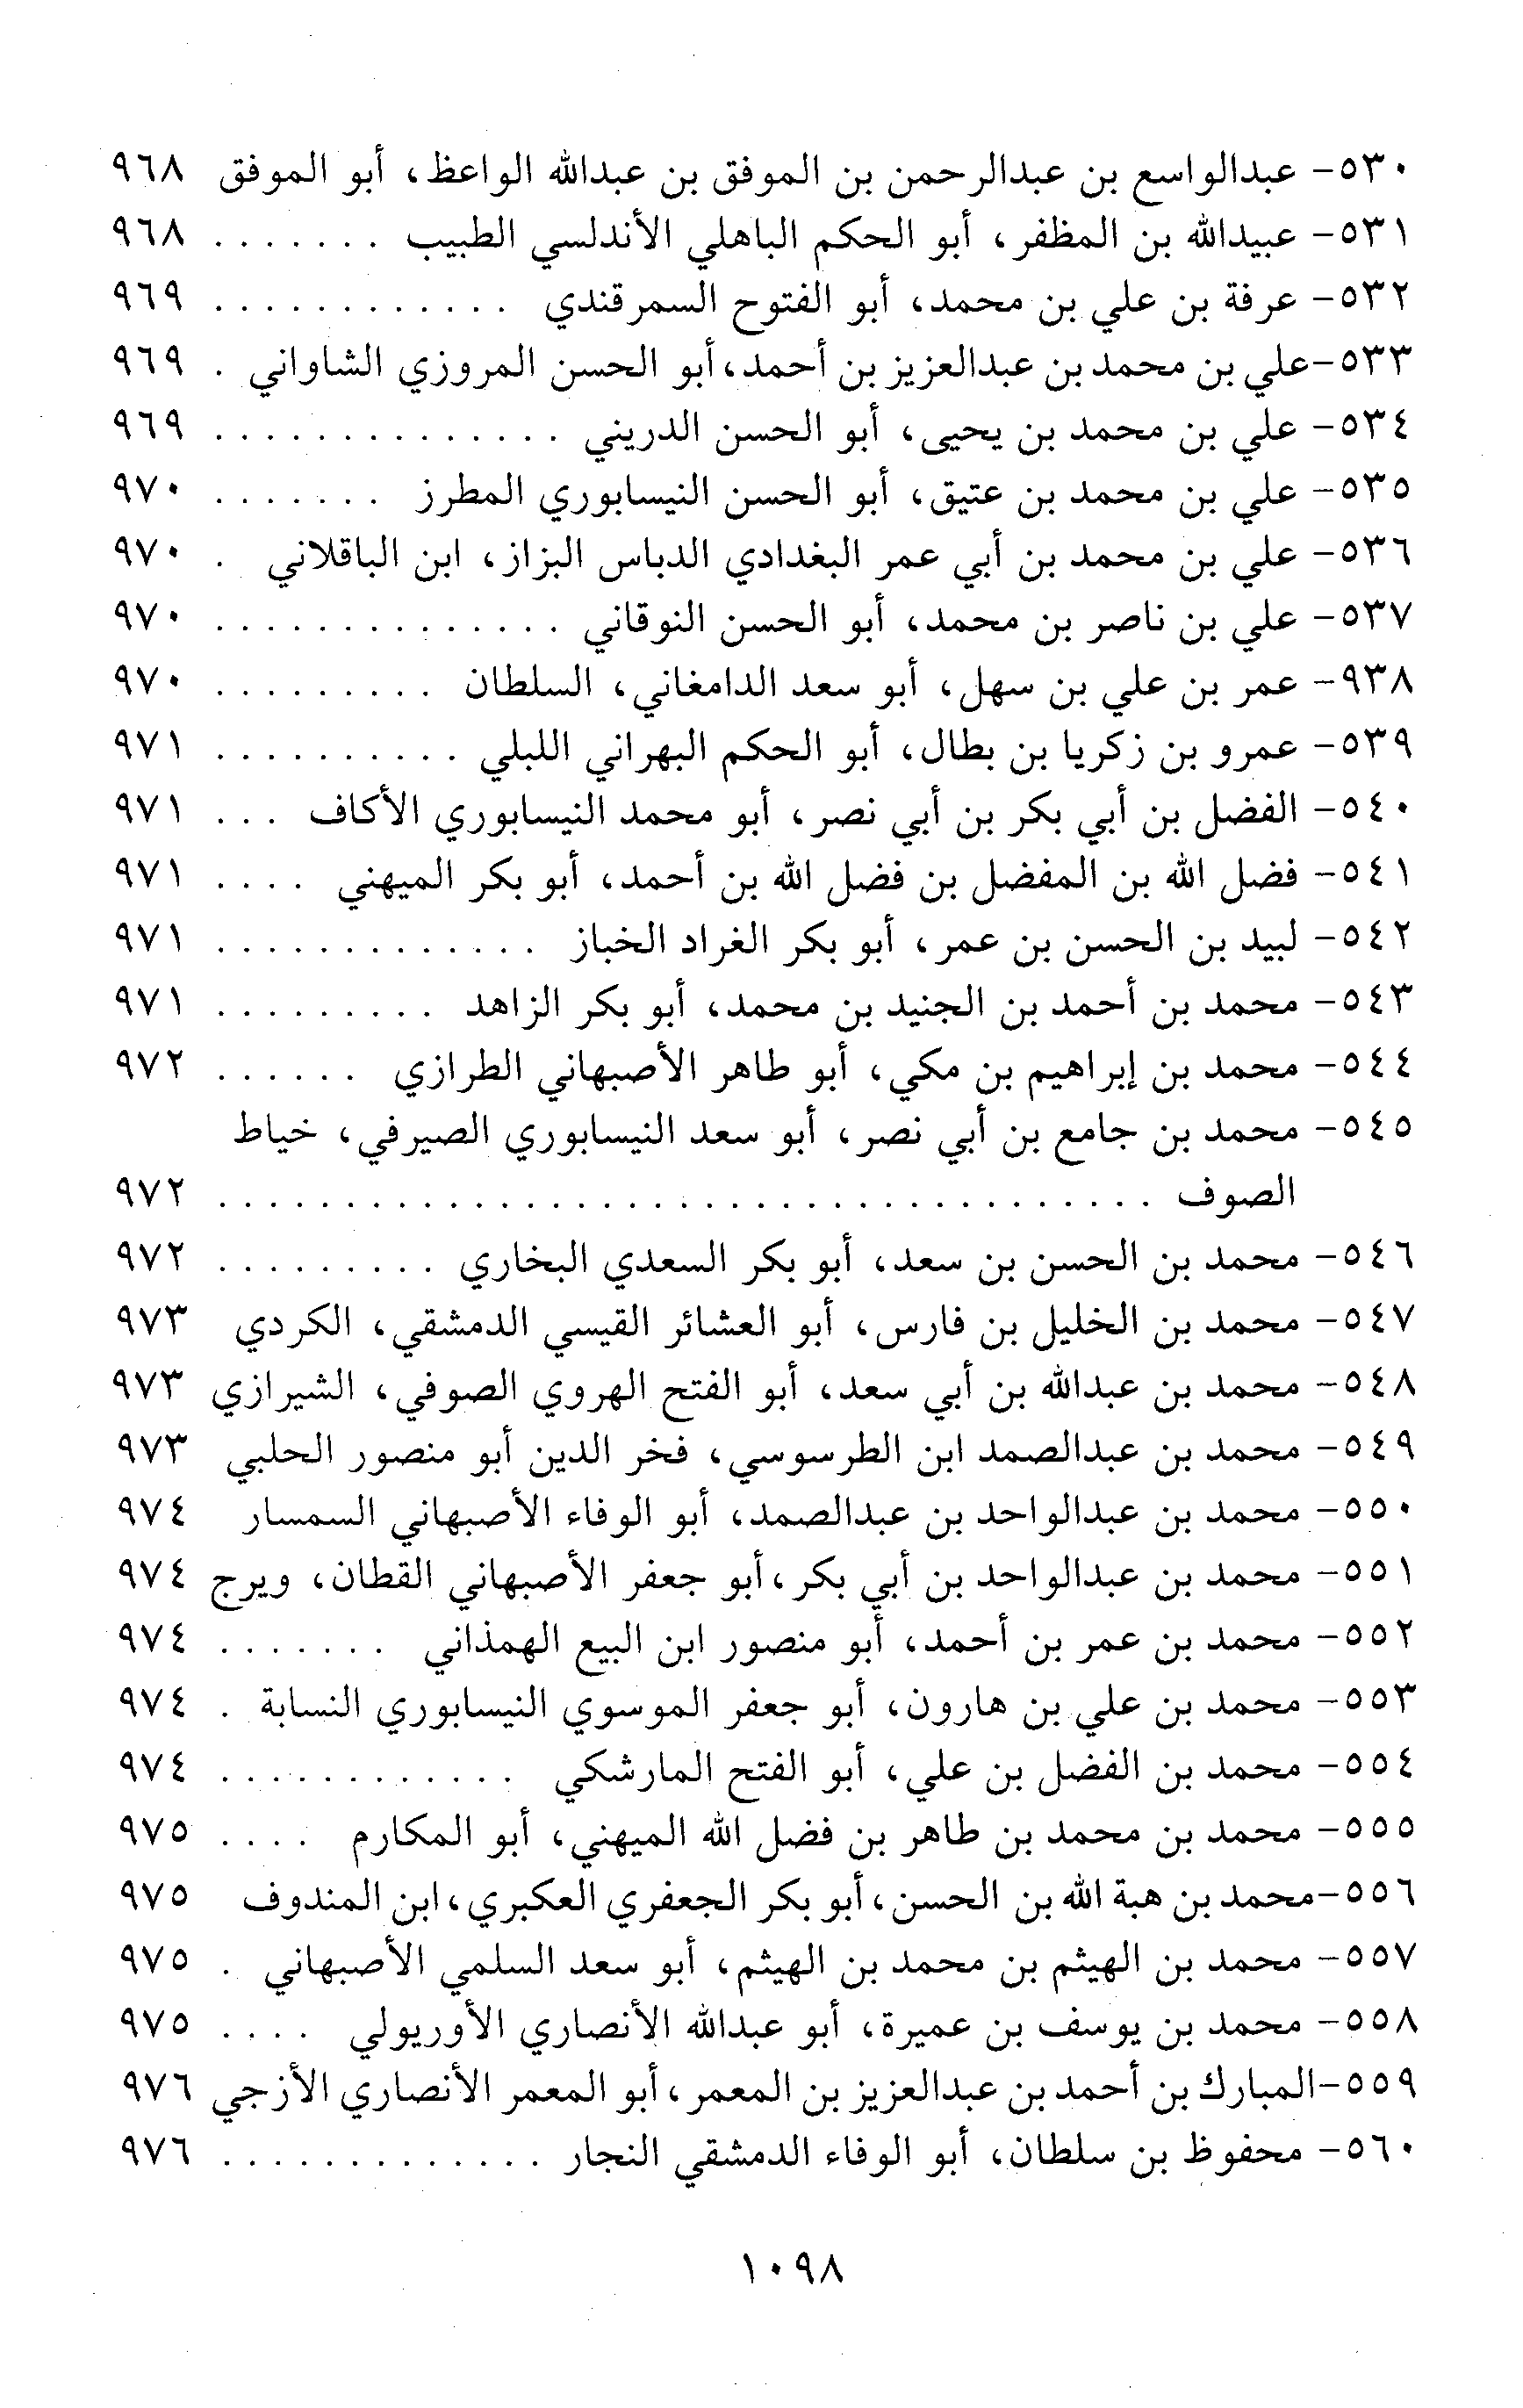 ٥٣٠- عبدالواسع بن عبدالرحمن بن الموفق بن عبدالله الواعظ، أبو الموفق ٩٦٨
٥٣١- عبيدالله بن المظفر، أبو الحكم الباهلي الأندلسي الطبيب . . . . . . . ٩٦٨
٥٣٢- عرفة بن علي بن محمد، أبو الفتوح السمرقندي . . . . . . . . . . . . ٩٦٩
٥٣٣- علي بن محمد بن عبدالعزيز بن أحمد، أبو الحسن المروزي الشاواني . ٩٦٩
٥٣٤- علي بن محمد بن يحيى، أبو الحسن الدريني . . . . . . . . . . . . . . ٩٦٩
٥٣٥- علي بن محمد بن عتيق، أبو الحسن النيسابوري المطرز . . . . . . . ٩٧٠
٥٣٦- علي بن محمد بن أبي عمر البغدادي الدباس البزاز، ابن الباقلاني . ٩٧٠
٥٣٧- علي بن ناصر بن محمد، أبو الحسن النوقاني . . . . . . . . . . . . . . ٩٧٠
٩٣٨- عمر بن علي بن سهل، أبو سعد الدامغاني، السلطان . . . . . . . . . ٩٧٠
٥٣٩- عمرو بن زكريا بن بطال، أبو الحكم البهراني اللبلي . . . . . . . . . . ٩٧١
٥٤٠- الفضل بن أبي بكر بن أبي نصر، أبو محمد النيسابوري الأكاف . . . ٩٧١
٥٤١- فضل الله بن المفضل بن فضل الله بن أحمد، أبو بكر الميهني . . . . ٩٧١
٥٤٢- لبيد بن الحسن بن عمر، أبو بكر الغراد الخباز . . . . . . . . . . . . . ٩٧١
٥٤٣- محمد بن أحمد بن الجنيد بن محمد، أبو بكر الزاهد . . . . . . . . . ٩٧١
٥٤٤- محمد بن إبراهيم بن مكي، أبو طاهر الأصبهاني الطرازي . . . . . . ٩٧٢
٥٤٥- محمد بن جامع بن أبي نصر، أبو سعد النيسابوري الصيرفي، خياط
الصوف . . . . . . . . . . . . . . . . . . . . . . . . . . . . . . . . . . . . . ٩٧٢
٥٤٦- محمد بن الحسن بن سعد، أبو بكر السعدي البخاري . . . . . . . . . ٩٧٢
٥٤٧- محمد بن الخليل بن فارس، أبو العشائر القيسي الدمشقي، الكردي ٩٧٣
٥٤٨- محمد بن عبدالله بن أبي سعد، أبو الفتح الهروي الصوفي، الشيرازي ٩٧٣
٥٤٩- محمد بن عبدالصمد ابن الطرسوسي، فخر الدين أبو منصور الحلبي ٩٧٣
٥٥٠- محمد بن عبدالواحد بن عبدالصمد، أبو الوفاء الأصبهاني السمسار ٩٧٤
٥٥١- محمد بن عبدالواحد بن أبي بكر، أبو جعفر الأصبهاني القطان، ويرج ٩٧٤
٥٥٢- محمد بن عمر بن أحمد، أبو منصور ابن البيع الهمذاني . . . . . . . ٩٧٤
٥٥٣- محمد بن علي بن هارون، أبو جعفر الموسوي النيسابوري النسابة . ٩٧٤
٥٥٤- محمد بن الفضل بن علي، أبو الفتح المارشكي . . . . . . . . . . . . ٩٧٤
٥٥٥- محمد بن محمد بن طاهر بن فضل الله الميهني، أبو المكارم . . . . ٩٧٥
٥٥٦- محمد بن هبة الله بن الحسن، أبو بكر الجعفري العكبري، ابن المندوف ٩٧٥
٥٥٧- محمد بن الهيثم بن محمد بن الهيثم، أبو سعد السلمي الأصبهاني . ٩٧٥
٥٥٨- محمد بن يوسف بن عميرة، أبو عبدالله الأنصاري الأوريولي . . . . ٩٧٥
٥٥٩- المبارك بن أحمد بن عبدالعزيز بن المعمر، أبو المعمر الأنصاري الأزجي ٩٧٦
٥٦٠- محفوظ بن سلطان، أبو الوفاء الدمشقي النجار . . . . . . . . . . . . . ٩٧٦
١٠٩٨